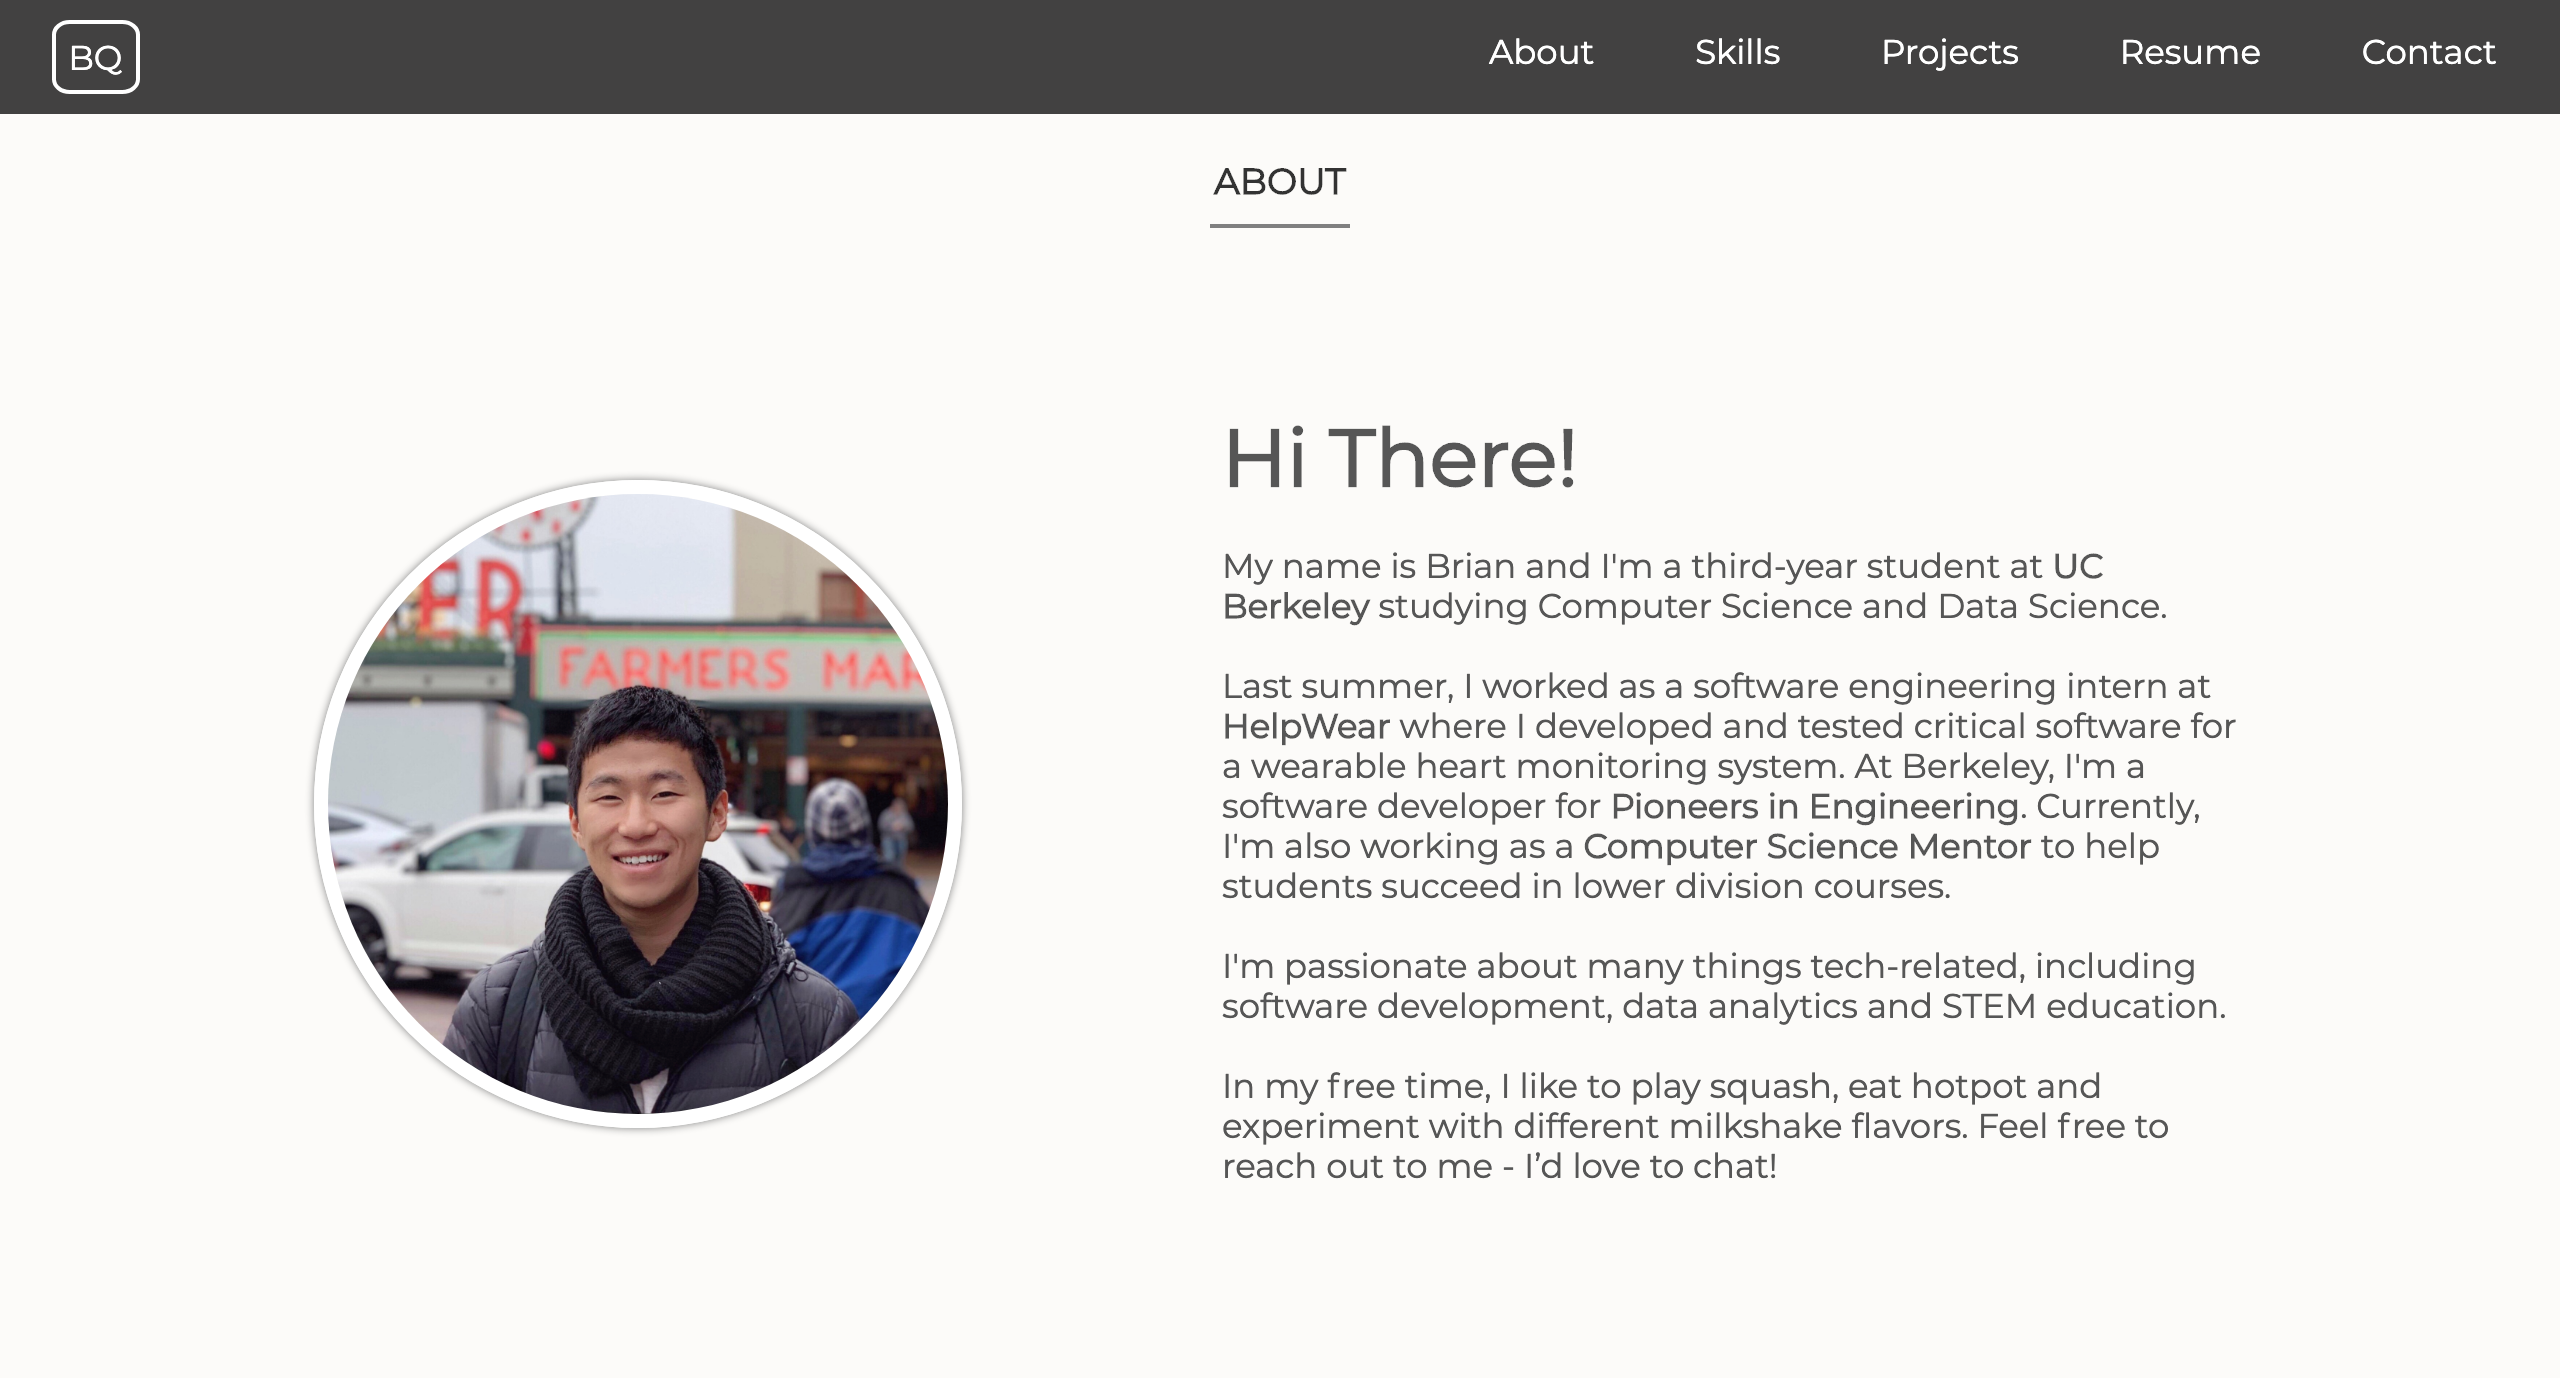 BQ
About Skills Projects Resume Contact
ABOUT
Hi There!
ER
FARMERS MAR
My name is Brian and I'm a third-year student at UC
Berkeley studying Computer Science and Data Science.
Last summer, I worked as a software engineering intern at
HelpWear where I developed and tested critical software for
a wearable heart monitoring system. At Berkeley, I'm a
software developer for Pioneers in Engineering. Currently,
I'm also working as a Computer Science Mentor to help
students succeed in lower division courses.
I'm passionate about many things tech-related, including
software development, data analytics and STEM education.
In my free time, I like to play squash, eat hotpot and
experiment with different milkshake flavors. Feel free to
reach out to me - I’d love to chat!